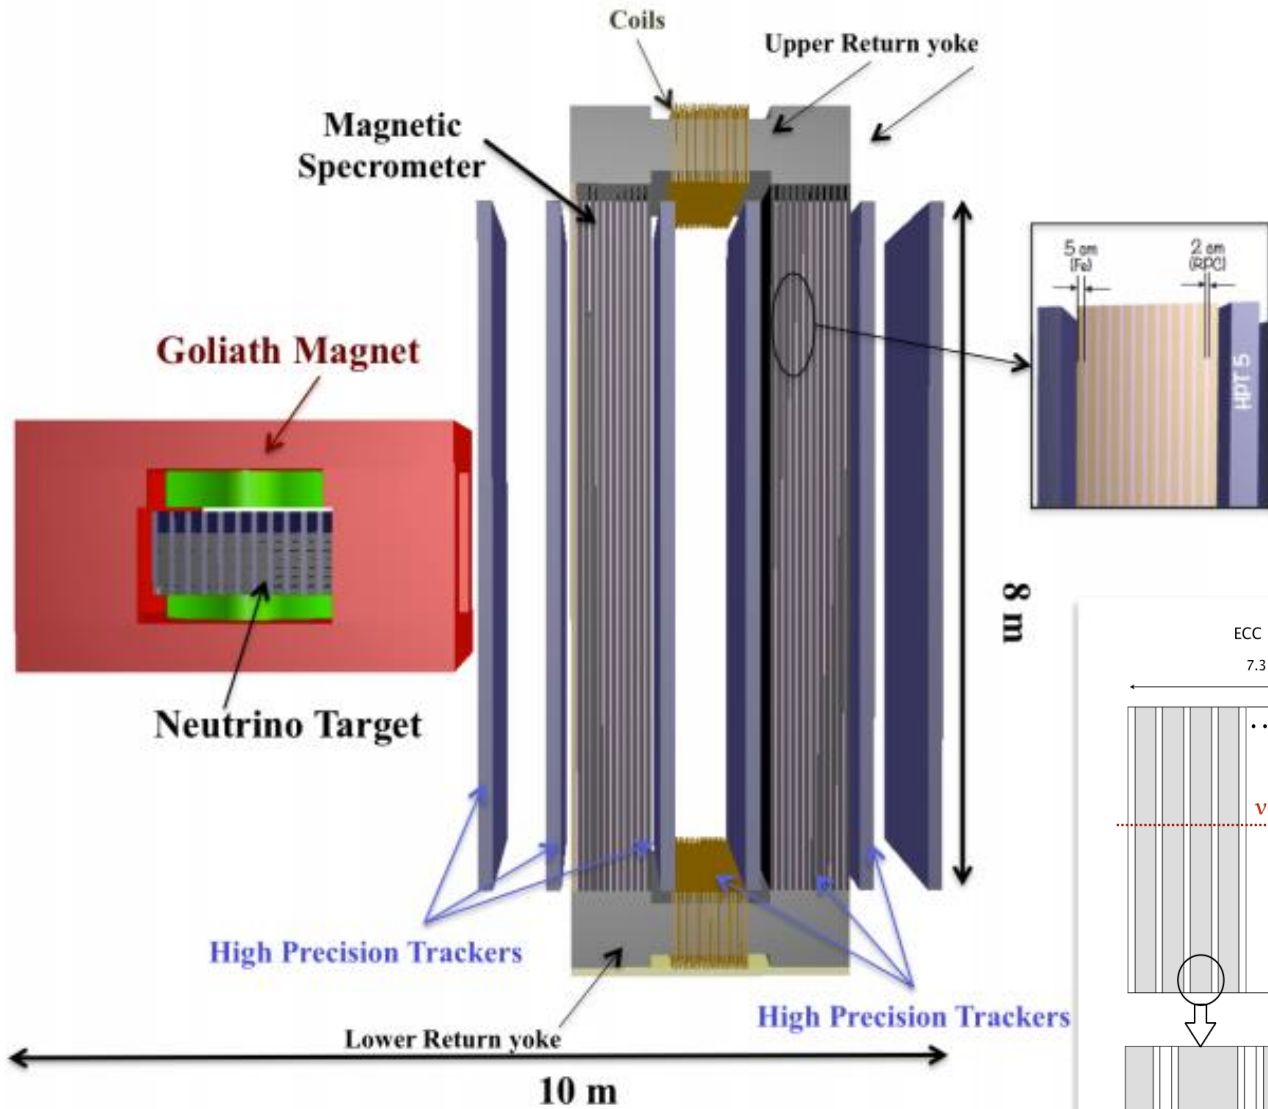 Coils
Upper Return yoke
Magnetic
Specrometer
5 cm
(Fe)
2 cm
(RPC)
HPT 5
Goliath Magnet
8 m
Neutrino Target
ECC
7.3
..
ν
High Precision Trackers
High Precision Trackers
Lower Return yoke
10 m